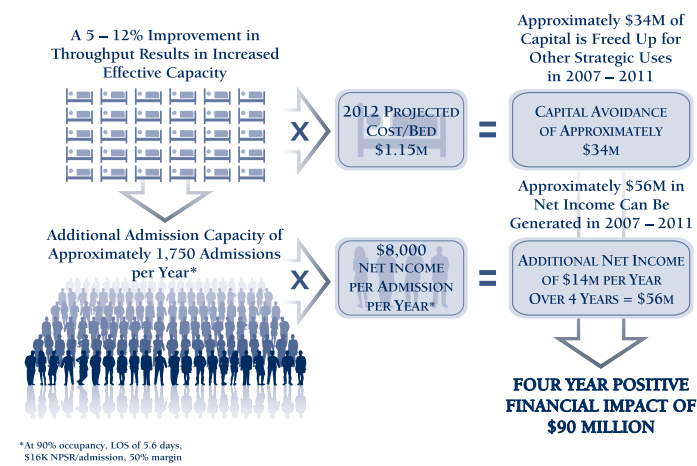 A 5 – 12% Improvement in
Throughput Results in Increased
Effective Capacity
X
2012 PROJECTED
COST/BED
$1.15M
=
Approximately $34M of
Capital is Freed Up for
Other Strategic Uses
in 2007 – 2011
CAPITAL AVOIDANCE
OF APPROXIMATELY
$34M
Additional Admission Capacity of
Approximately 1,750 Admissions
per Year*
X
$8,000
NET INCOME
PER ADMISSION
PER YEAR*
=
Approximately $56M in
Net Income Can Be
Generated in 2007 – 2011
ADDITIONAL NET INCOME
OF $14M PER YEAR
OVER 4 YEARS = $56M
FOUR YEAR POSITIVE
FINANCIAL IMPACT OF
$90 MILLION
*At 90% occupancy, LOS of 5.6 days,
$16K NPSR/admission, 50% margin